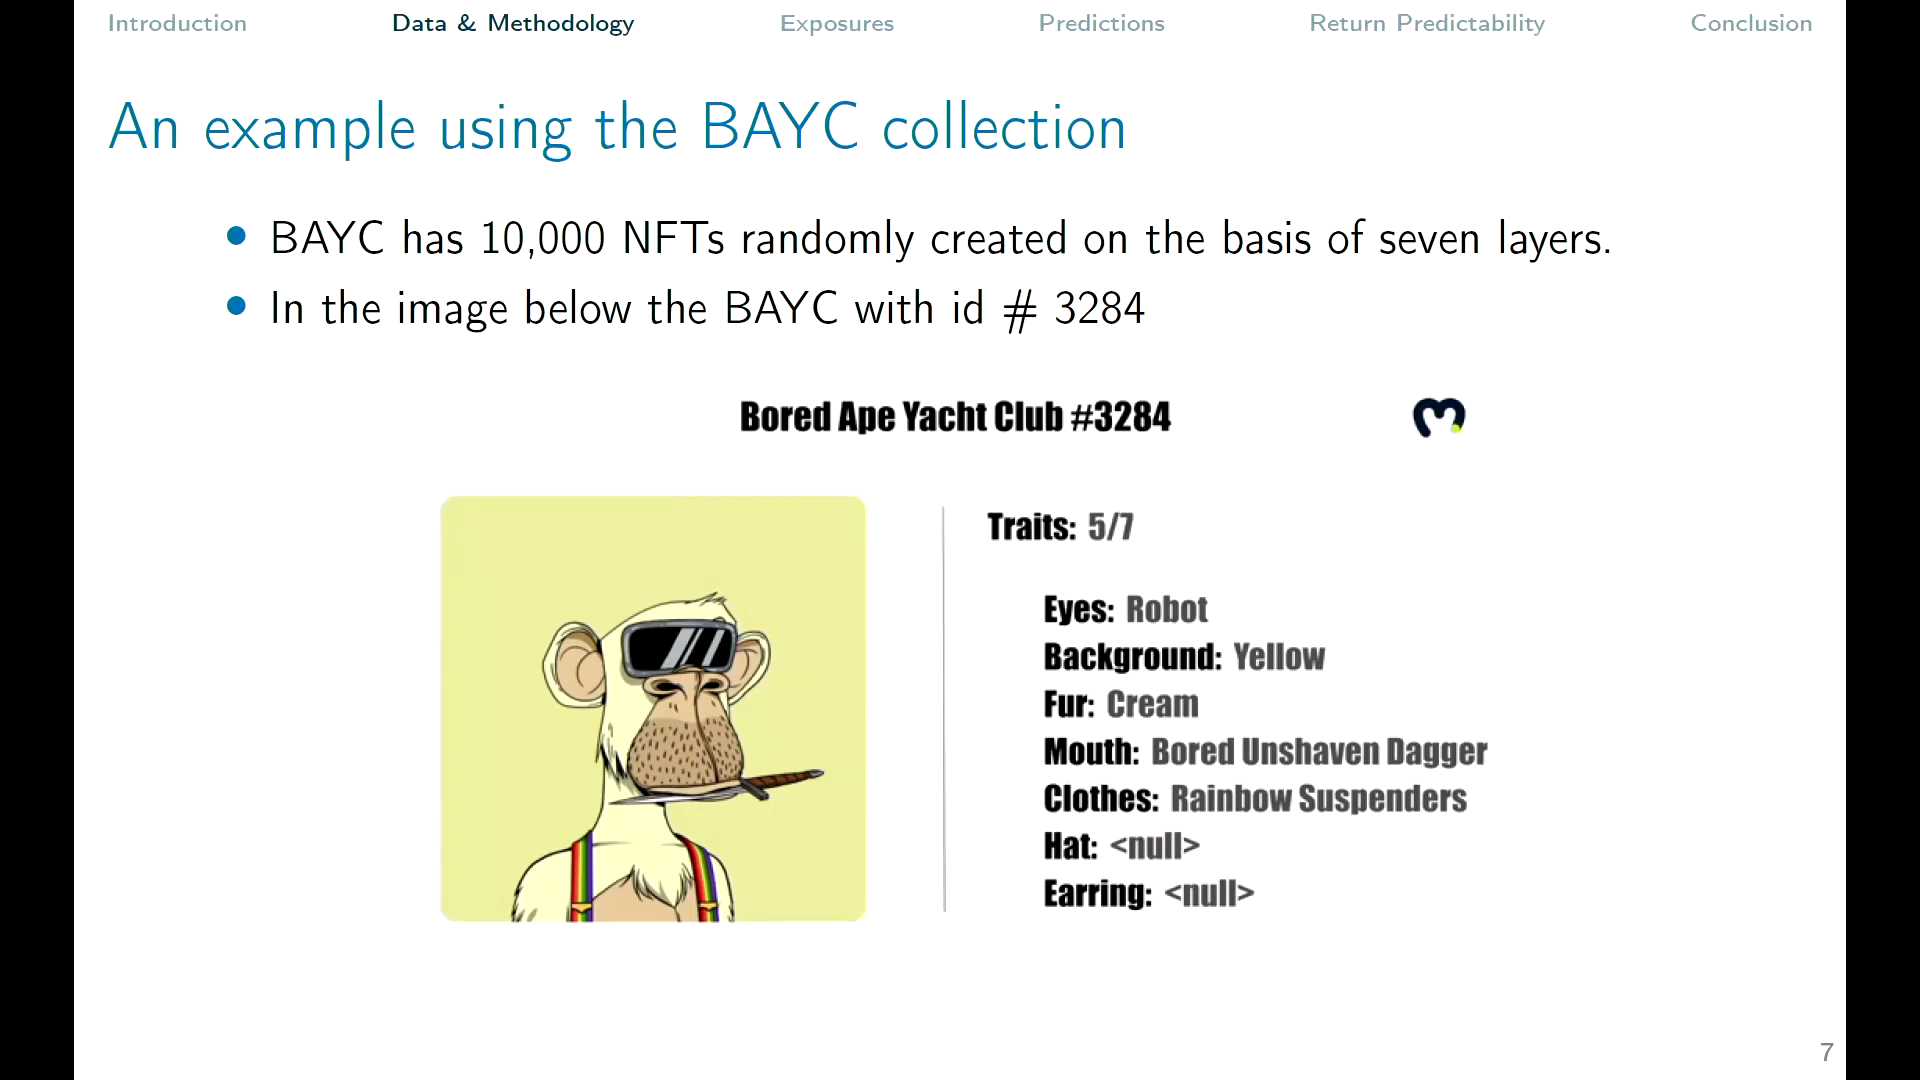 Introduction Data & Methodology Exposures Predictions Return Predictability Conclusion
An example using the BAYC collection
BAYC has 10,000 NFTs randomly created on the basis of seven layers.
In the image below the BAYC with id # 3284
Bored Ape Yacht Club #3284
Traits: 5/7
Eyes: Robot
Background: Yellow
Fur: Cream
Mouth: Bored Unshaven Dagger
Clothes: Rainbow Suspenders
Hat: <null>
Earring: <null>
7